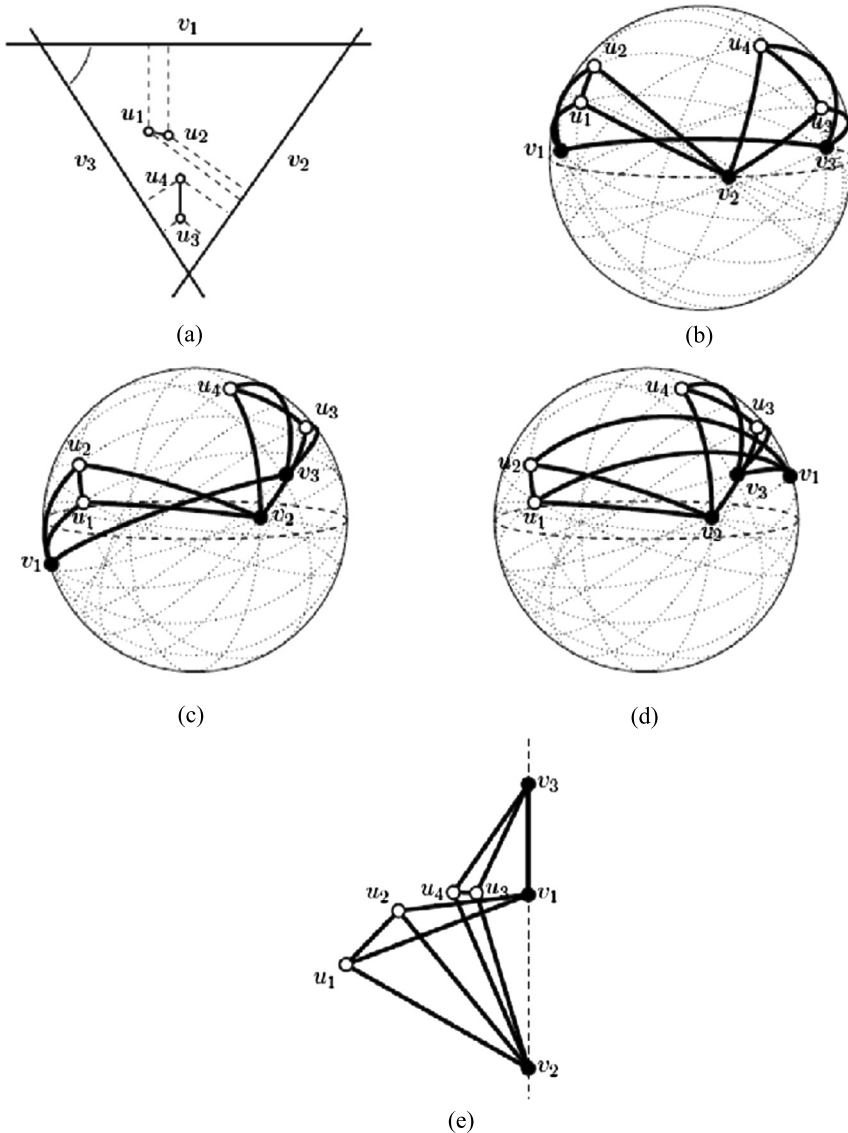 v₁
u₁ u₂
v₃ v₂
u₄
u₃
(a)
u₄
u₂
u₁ u₃
v₁ v₃
v₂
(b)
u₄ u₃
u₂
v₃
u₁ v₂
v₁
(c)
u₄ u₃
u₂
v₃ v₁
u₁ u₂
(d)
v₃
u₄ u₃
u₂ v₁
u₁
v₂
(e)